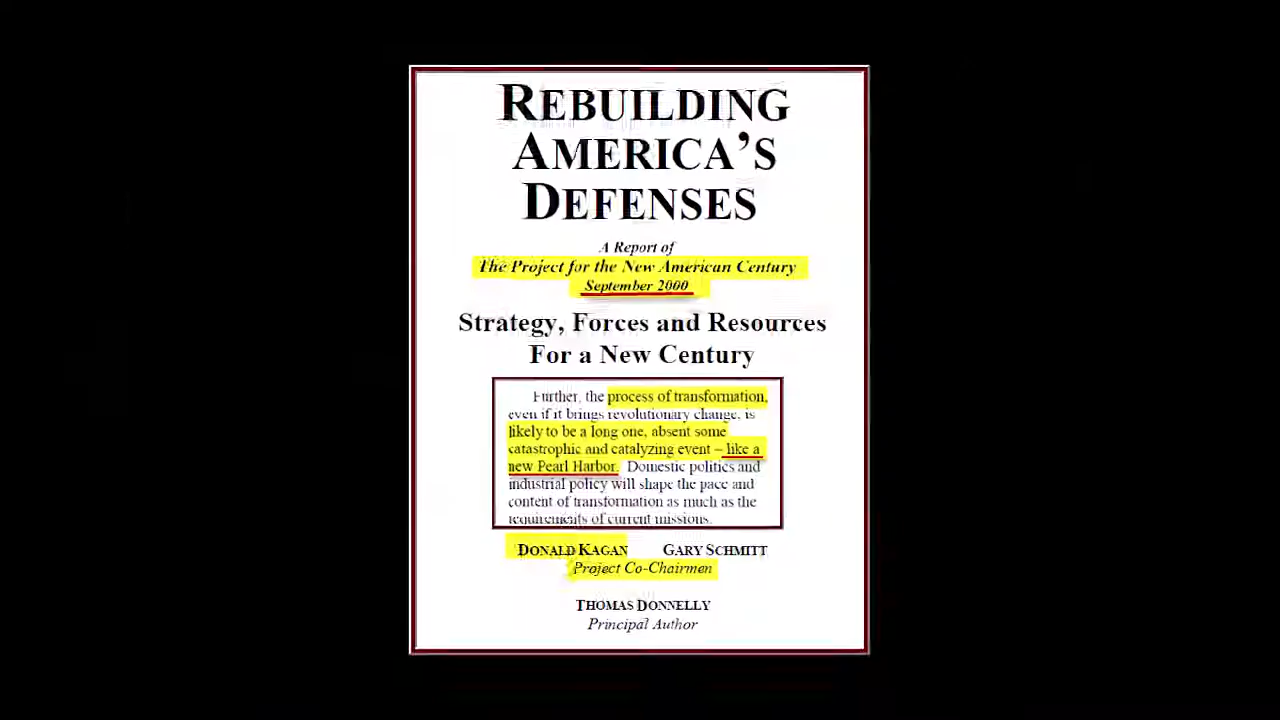 REBUILDING
AMERICA'S
DEFENSES
A Report of
The Project for the New American Century
September 2000
Strategy, Forces and Resources
For a New Century
Further, the process of transformation,
even if it brings revolutionary change, is
likely to be a long one, absent some
catastrophic and catalyzing event – like a
new Pearl Harbor. Domestic politics and
industrial policy will shape the pace and
content of transformation as much as the
requirements of current missions.
DONALD KAGAN GARY SCHMITT
Project Co-Chairmen
THOMAS DONNELLY
Principal Author